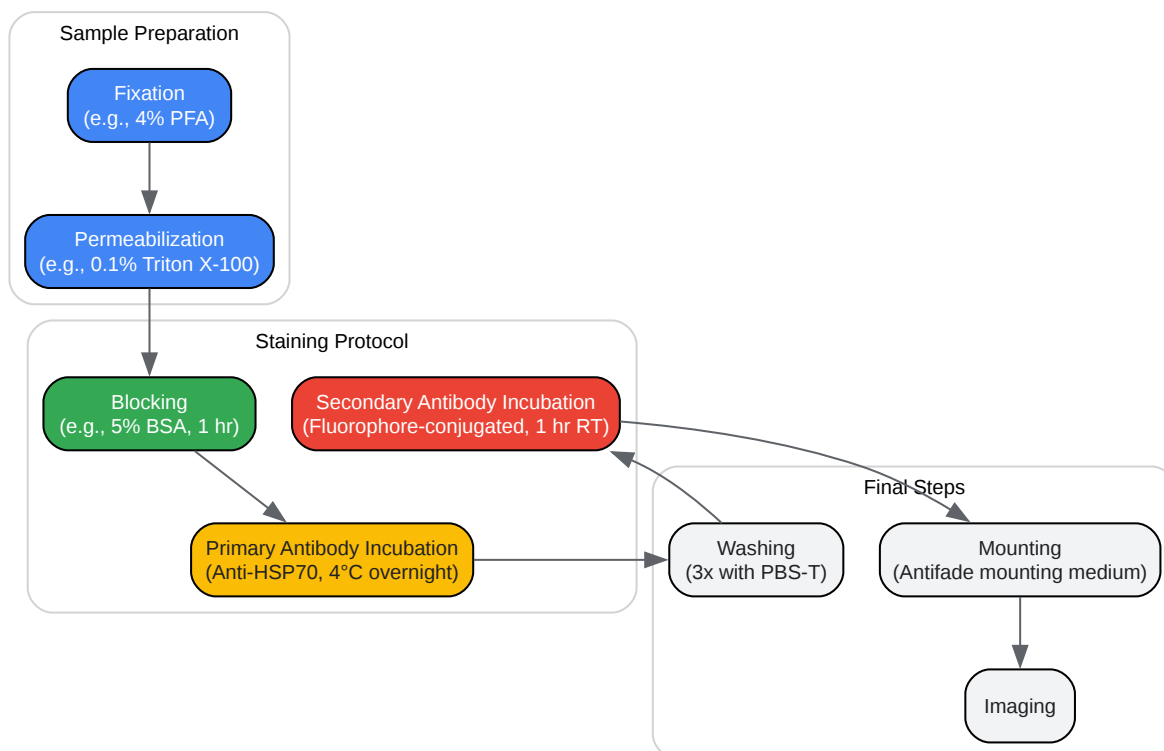 Sample Preparation
Fixation
(e.g., 4% PFA)
Permeabilization
(e.g., 0.1% Triton X-100)
Staining Protocol
Blocking
(e.g., 5% BSA, 1 hr)
Secondary Antibody Incubation
(Fluorophore-conjugated, 1 hr RT)
Primary Antibody Incubation
(Anti-HSP70, 4°C overnight)
Final Steps
Washing
(3x with PBS-T)
Mounting
(Antifade mounting medium)
Imaging